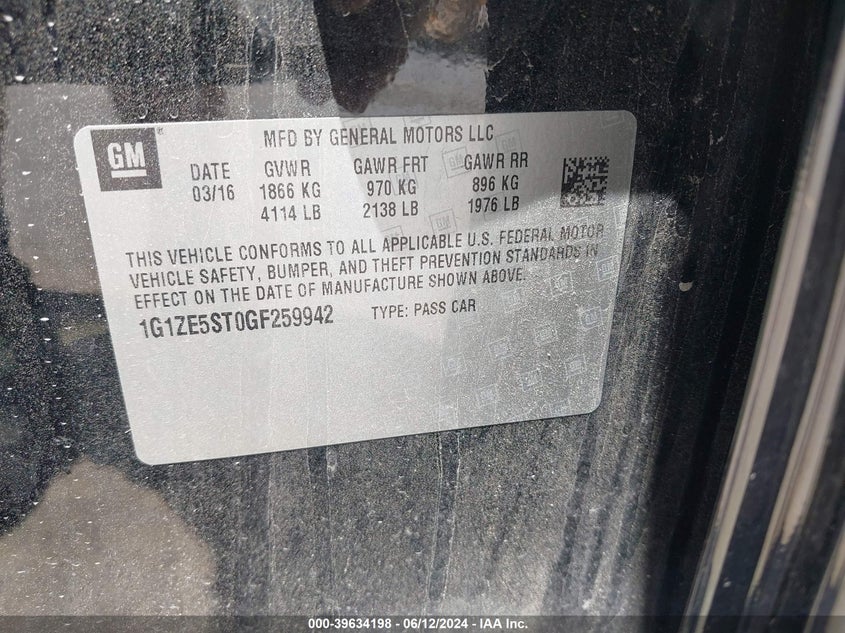 GM
MFD BY GENERAL MOTORS LLC
DATE GVWR GAWR FRT GAWR RR
03/16 1866 KG 970 KG 896 KG
4114 LB 2138 LB 1976 LB
THIS VEHICLE CONFORMS TO ALL APPLICABLE U.S. FEDERAL MOTOR
VEHICLE SAFETY, BUMPER, AND THEFT PREVENTION STANDARDS IN
EFFECT ON THE DATE OF MANUFACTURE SHOWN ABOVE.
1G1ZE5ST0GF259942 TYPE: PASS CAR
000-39634198 - 06/12/2024 - IAA Inc.